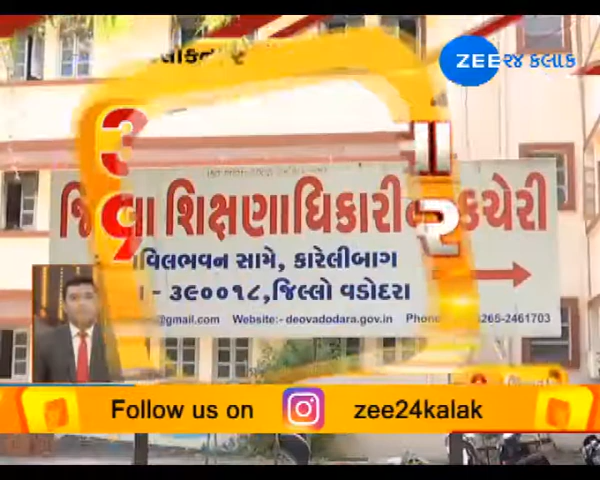 ZEE ૨૪ કલાક
જિલ્લા શિક્ષણાધિકારીની કચેરી
વિલભવન સામે, કારેલીબાગ
- ૩૯૦૦૧૮,જિલ્લો વડોદરા
@gmail.com Website:- deovadodara.gov.in Phone 0265-2461703
Follow us on zee24kalak